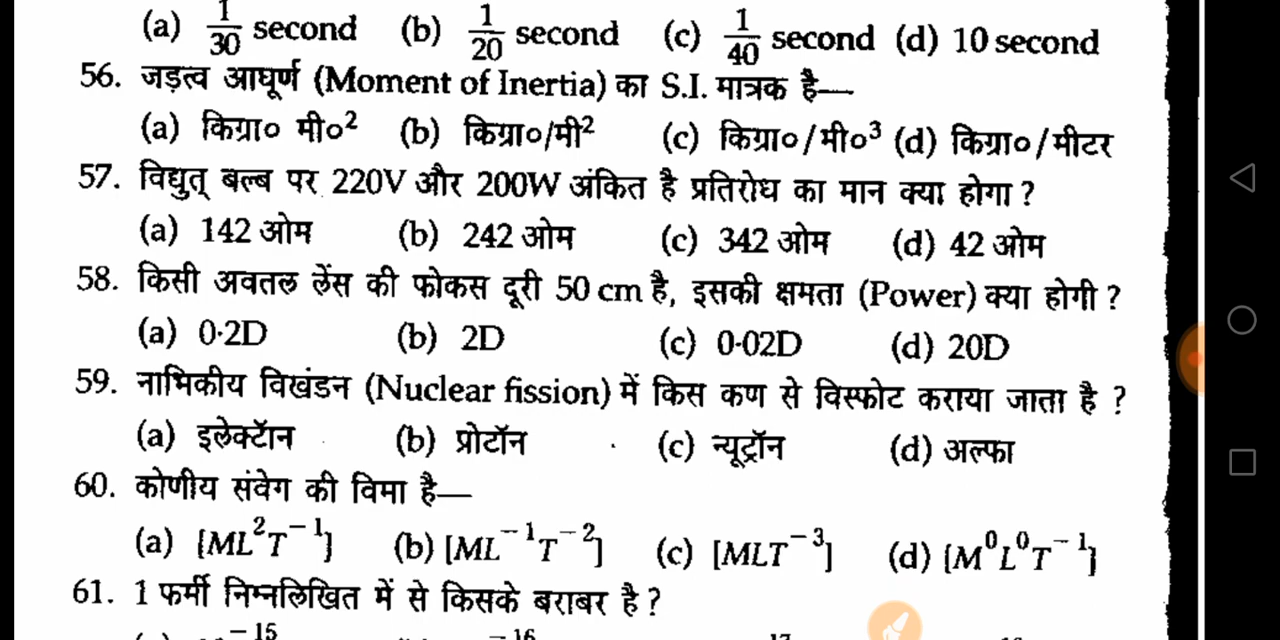 (a) 1/30 second (b) 1/20 second (c) 1/40 second (d) 10 second
56. जड़त्व आघूर्ण (Moment of Inertia) का S.I. मात्रक है—
(a) किग्रा० मी०² (b) किग्रा०/मी² (c) किग्रा०/मी०³ (d) किग्रा०/मीटर
57. विद्युत् बल्ब पर 220V और 200W अंकित है प्रतिरोध का मान क्या होगा ?
(a) 142 ओम (b) 242 ओम (c) 342 ओम (d) 42 ओम
58. किसी अवतल लेंस की फोकस दूरी 50 cm है, इसकी क्षमता (Power) क्या होगी ?
(a) 0·2D (b) 2D (c) 0·02D (d) 20D
59. नाभिकीय विखंडन (Nuclear fission) में किस कण से विस्फोट कराया जाता है ?
(a) इलेक्टॅान (b) प्रोटॉन (c) न्यूट्रॉन (d) अल्फा
60. कोणीय संवेग की विमा है—
(a) [ML²T⁻¹] (b) [ML⁻¹T⁻²] (c) [MLT⁻³] (d) [M⁰L⁰T⁻¹]
61. 1 फर्मी निम्नलिखित में से किसके बराबर है ?